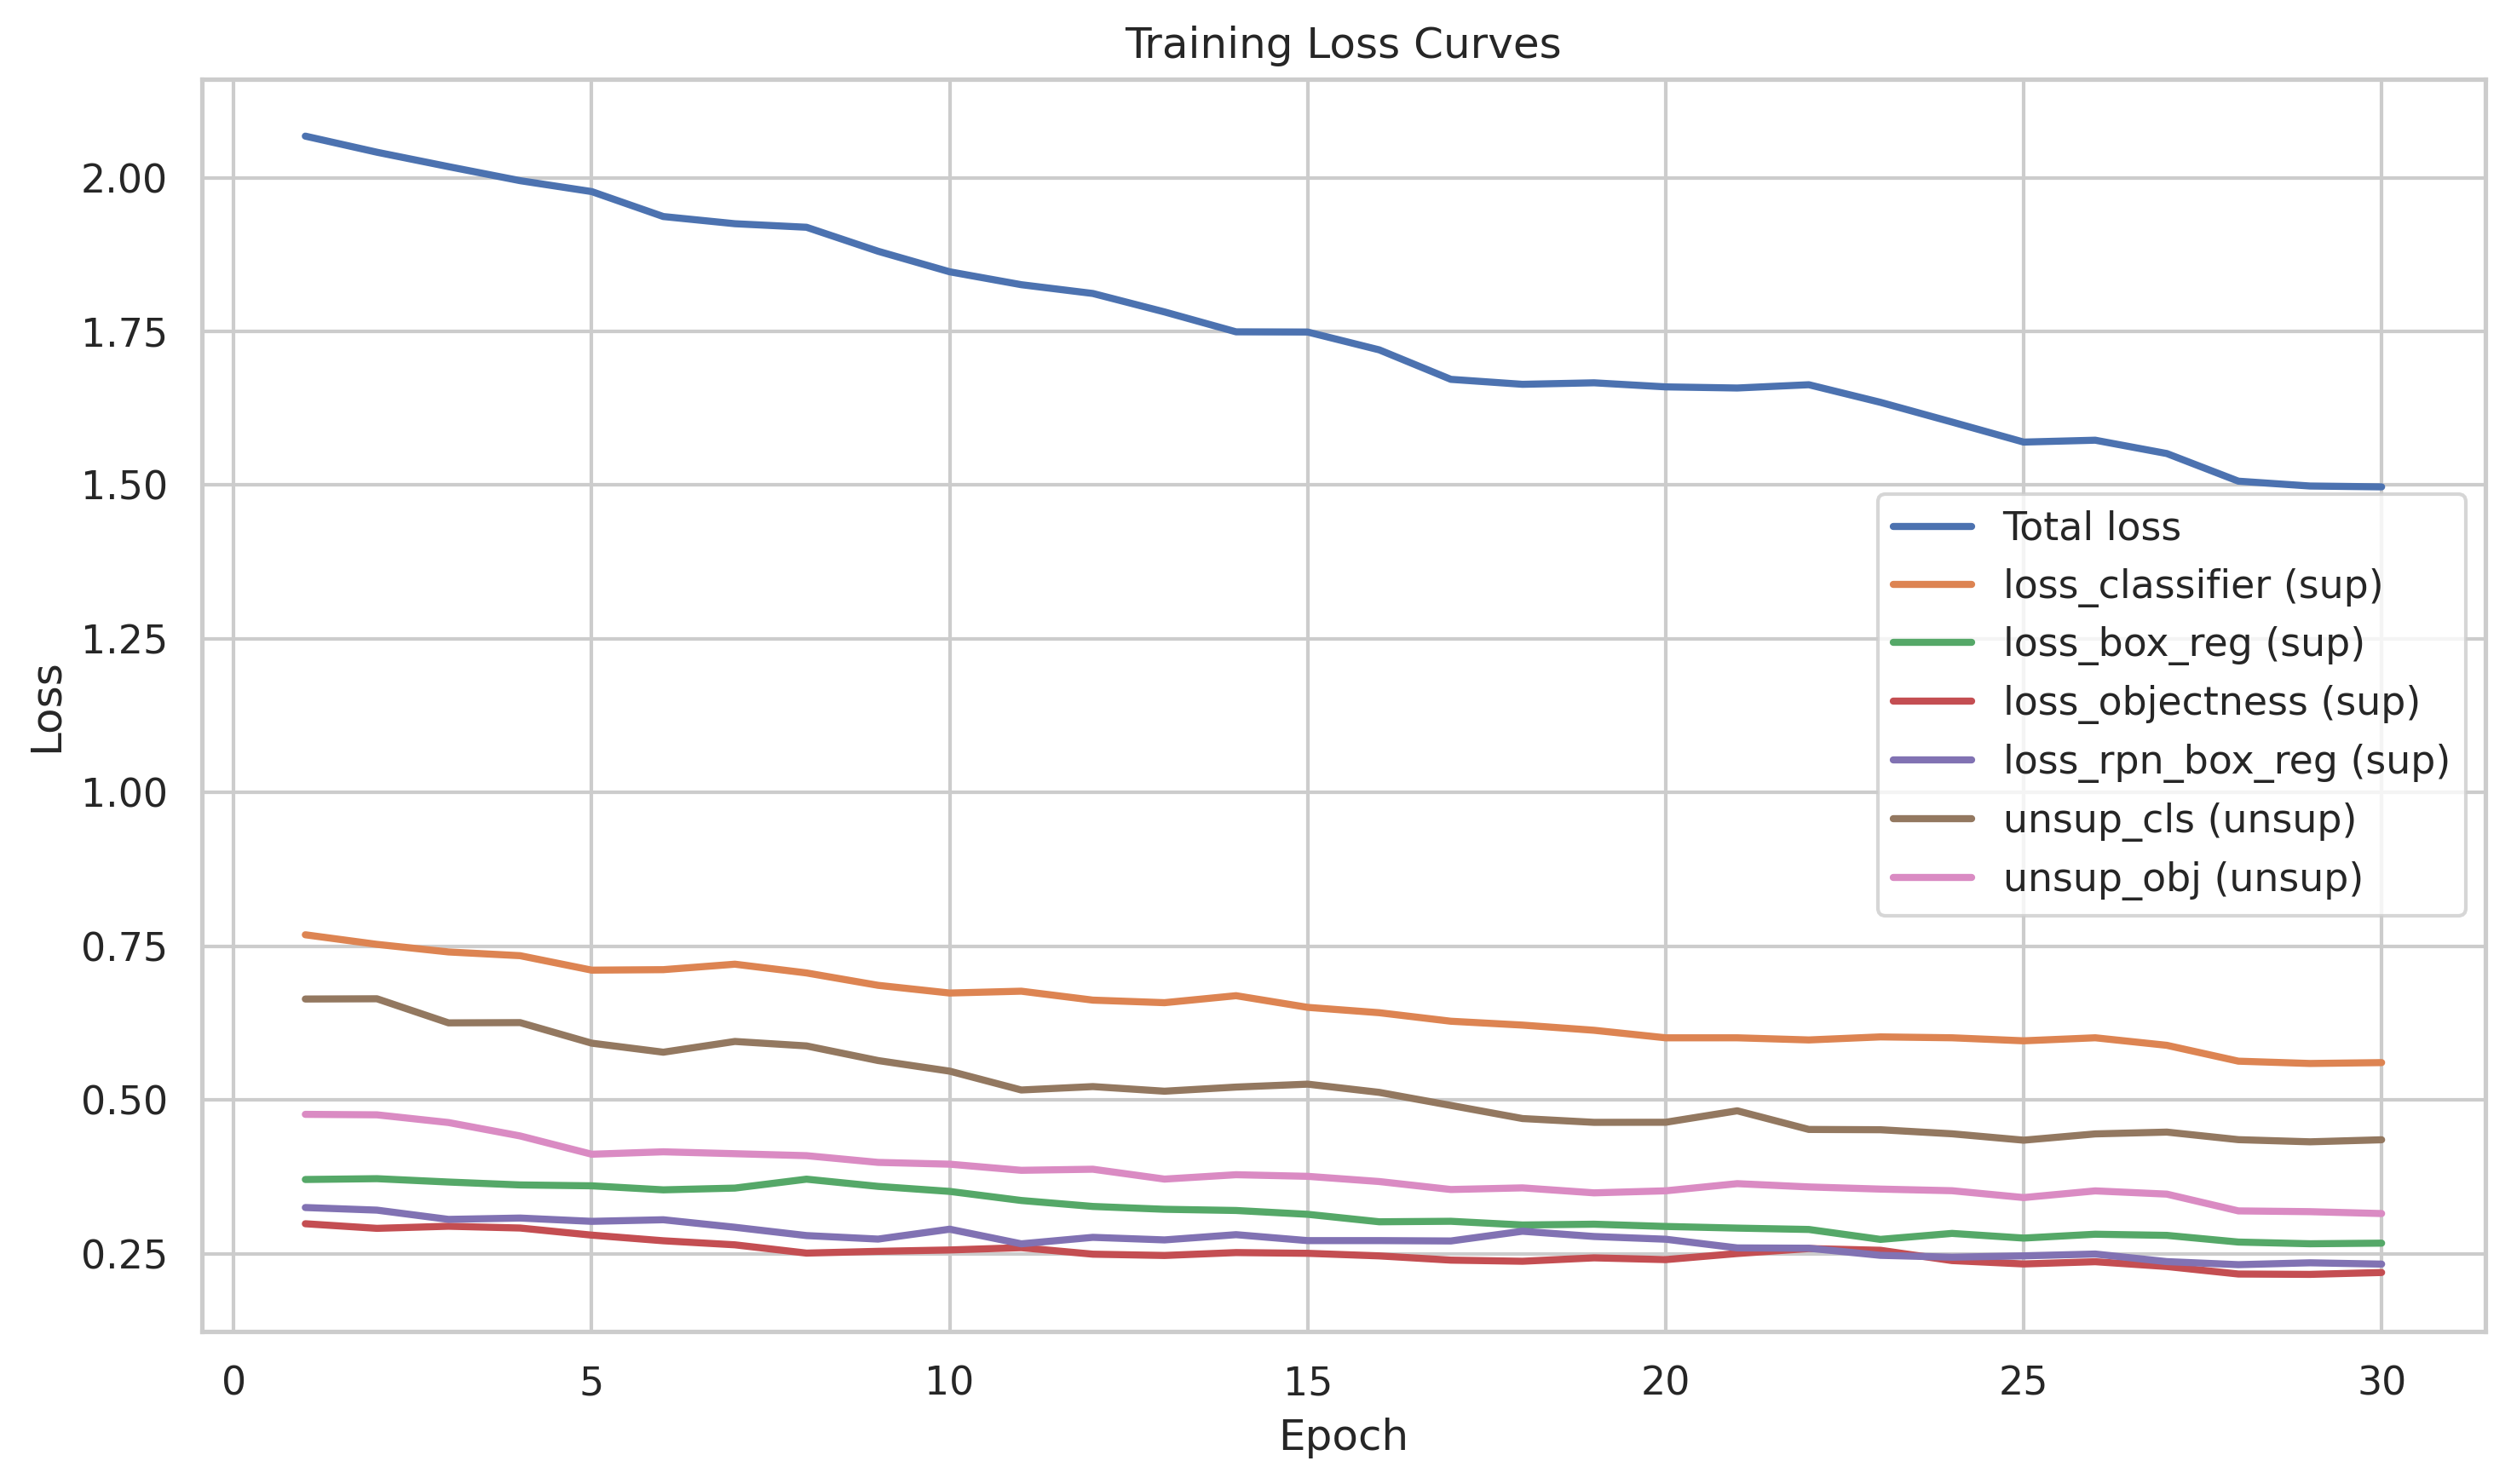 Training Loss Curves
Loss
2.00
1.75
1.50
1.25
1.00
0.75
0.50
0.25
Total loss
loss_classifier (sup)
loss_box_reg (sup)
loss_objectness (sup)
loss_rpn_box_reg (sup)
unsup_cls (unsup)
unsup_obj (unsup)
0 5 10 15 20 25 30
Epoch